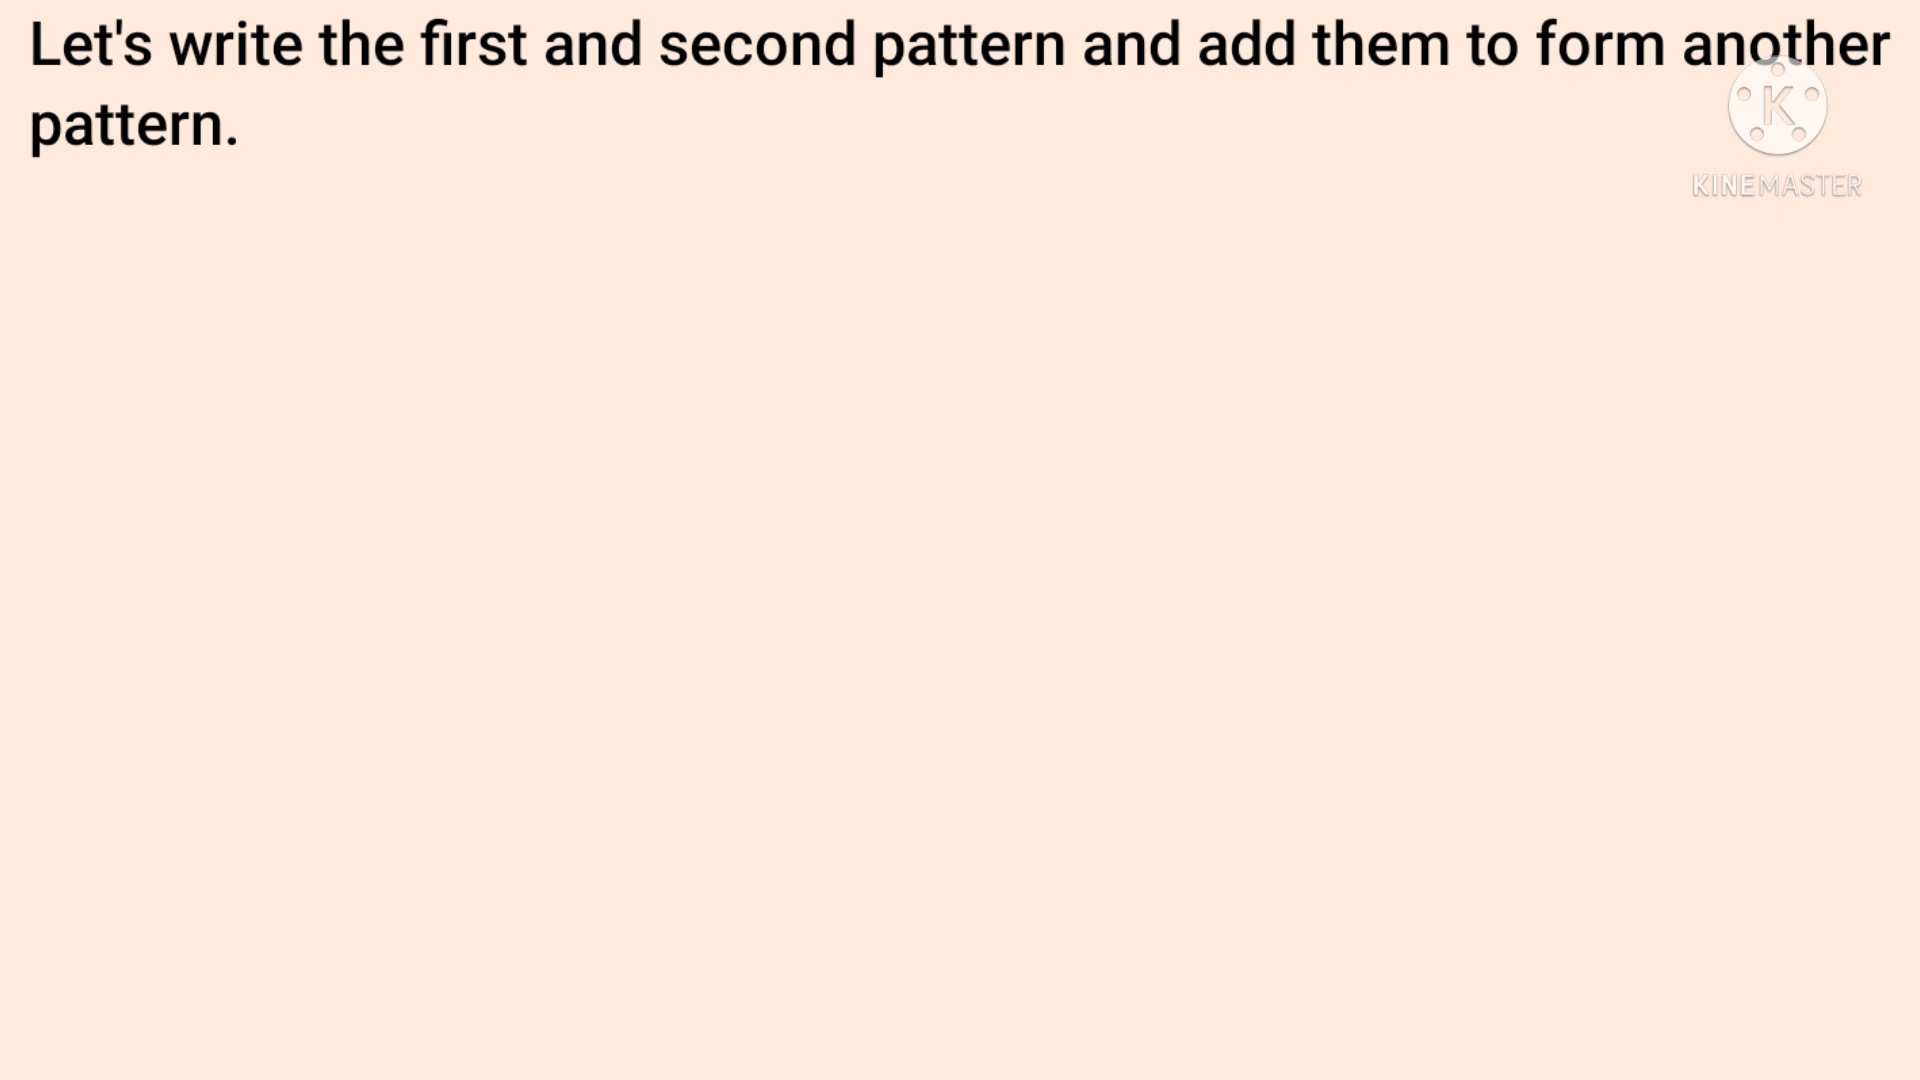 Let's write the first and second pattern and add them to form another
pattern.
K
KINEMASTER